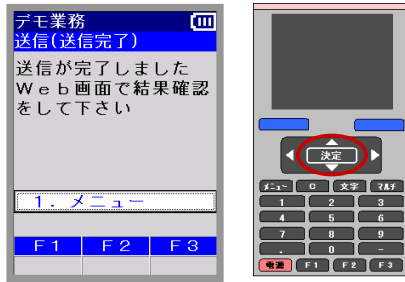 デモ業務
送信(送信完了)
送信が完了しました
Web画面で結果確認
をして下さい
1. メニュー
F1 F2 F3
決定
メニュー C 文字 マルチ
1 2 3
4 5 6
7 8 9
. 0 -
電源 F1 F2 F3